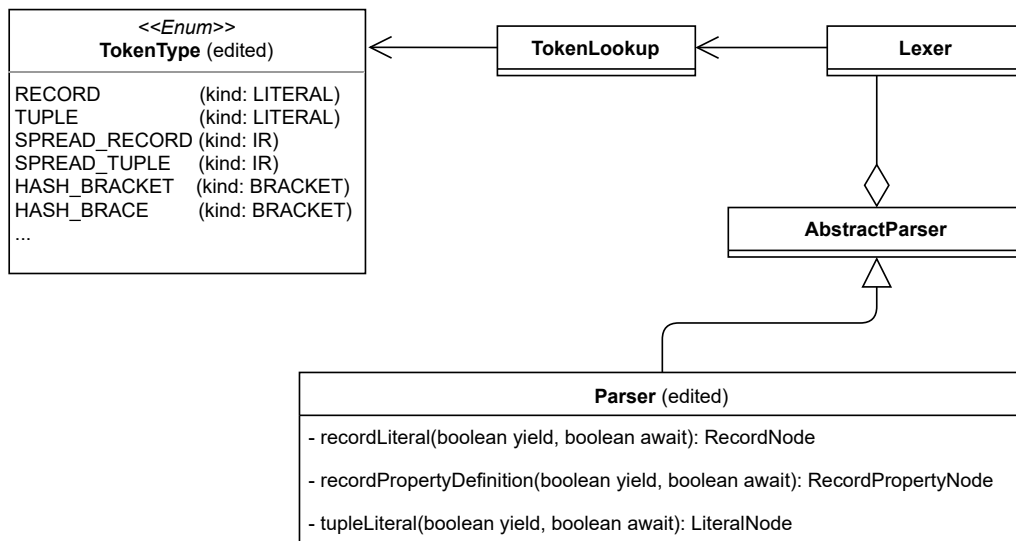 <<Enum>>
TokenType (edited)
RECORD (kind: LITERAL)
TUPLE (kind: LITERAL)
SPREAD_RECORD (kind: IR)
SPREAD_TUPLE (kind: IR)
HASH_BRACKET (kind: BRACKET)
HASH_BRACE (kind: BRACKET)
...
TokenLookup
Lexer
AbstractParser
Parser (edited)
- recordLiteral(boolean yield, boolean await): RecordNode
- recordPropertyDefinition(boolean yield, boolean await): RecordPropertyNode
- tupleLiteral(boolean yield, boolean await): LiteralNode